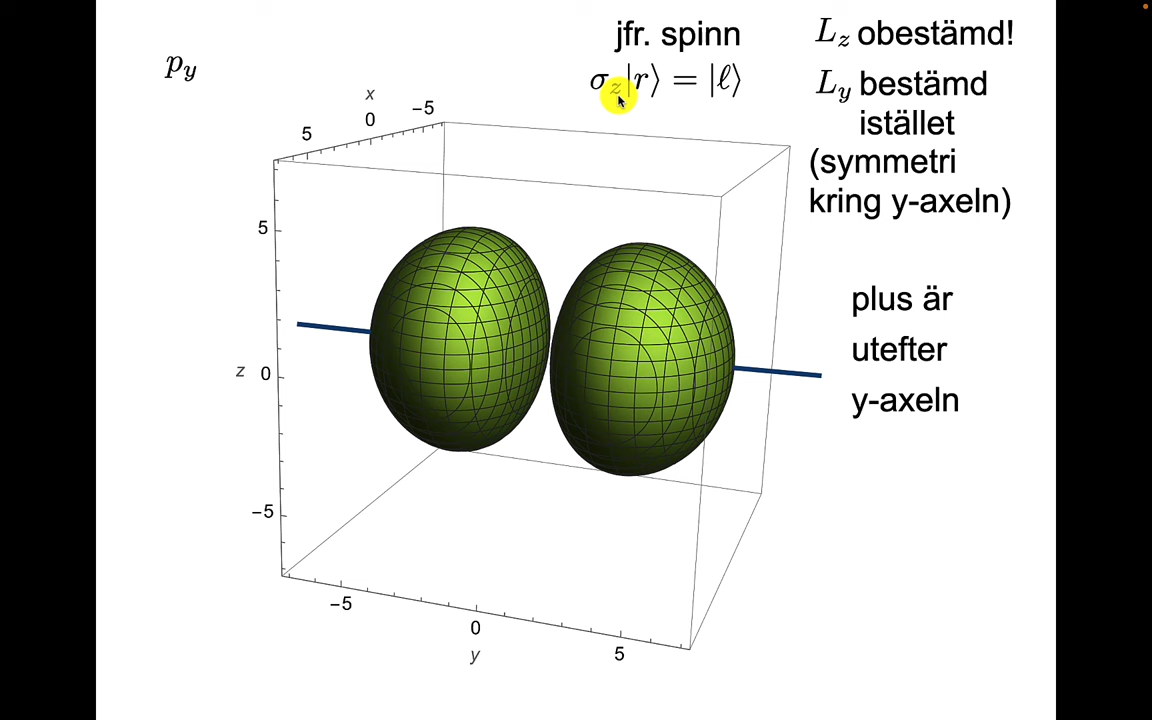 p_y
jfr. spinn
σ_z|r⟩ = |ℓ⟩
L_z obestämd!
L_y bestämd
istället
(symmetri
kring y-axeln)
plus är
utefter
y-axeln
x
5 0 −5
5
z 0
−5
−5 0 5
y